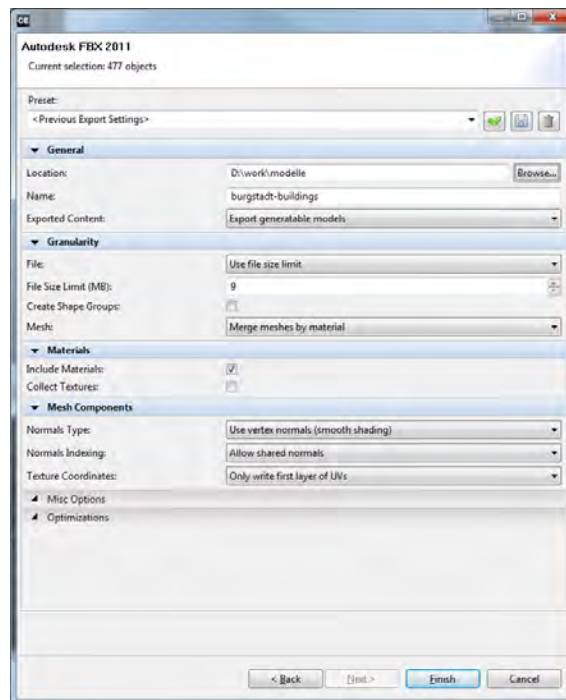 CE
Autodesk FBX 2011
Current selection: 477 objects
Preset:
<Previous Export Settings>
General
Location: D:\work\modelle Browse...
Name: burgstadt-buildings
Exported Content: Export generatable models
Granularity
File: Use file size limit
File Size Limit (MB): 9
Create Shape Groups:
Mesh: Merge meshes by material
Materials
Include Materials:
Collect Textures:
Mesh Components
Normals Type: Use vertex normals (smooth shading)
Normals Indexing: Allow shared normals
Texture Coordinates: Only write first layer of UVs
Misc Options
Optimizations
< Back Next > Finish Cancel